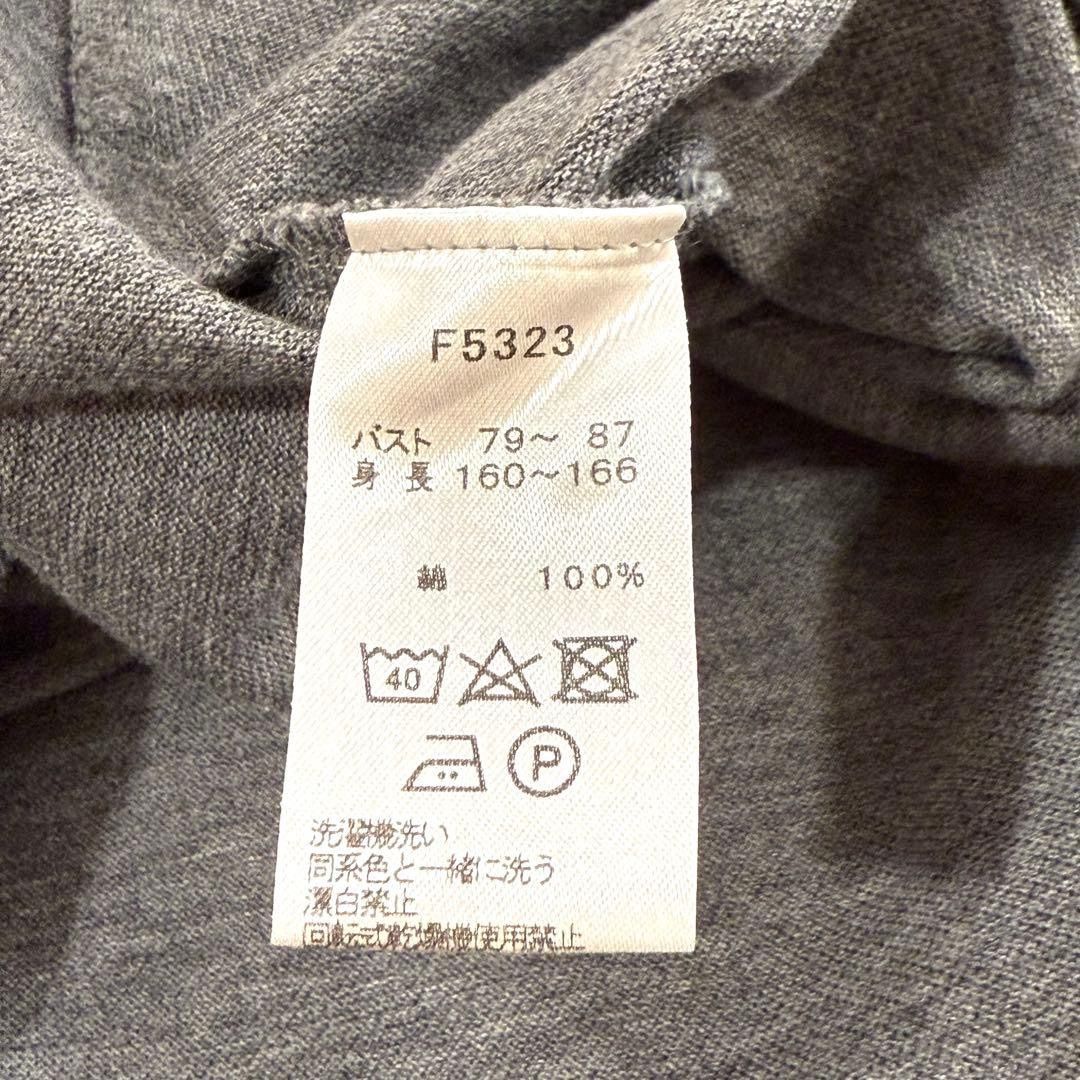 F5323
バスト 79～ 87
身 長 160～166
綿 100%
40
P
洗濯機洗い
同系色と一緒に洗う
漂白禁止
回転式乾燥機使用禁止